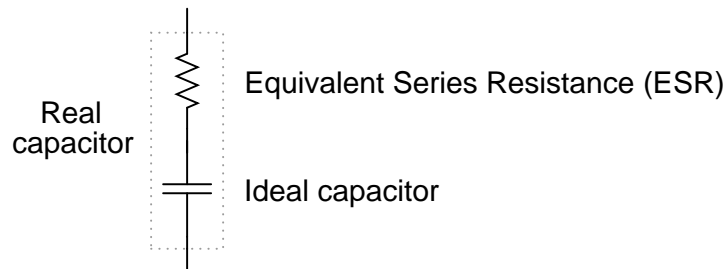 Equivalent Series Resistance (ESR)
Real
capacitor
Ideal capacitor